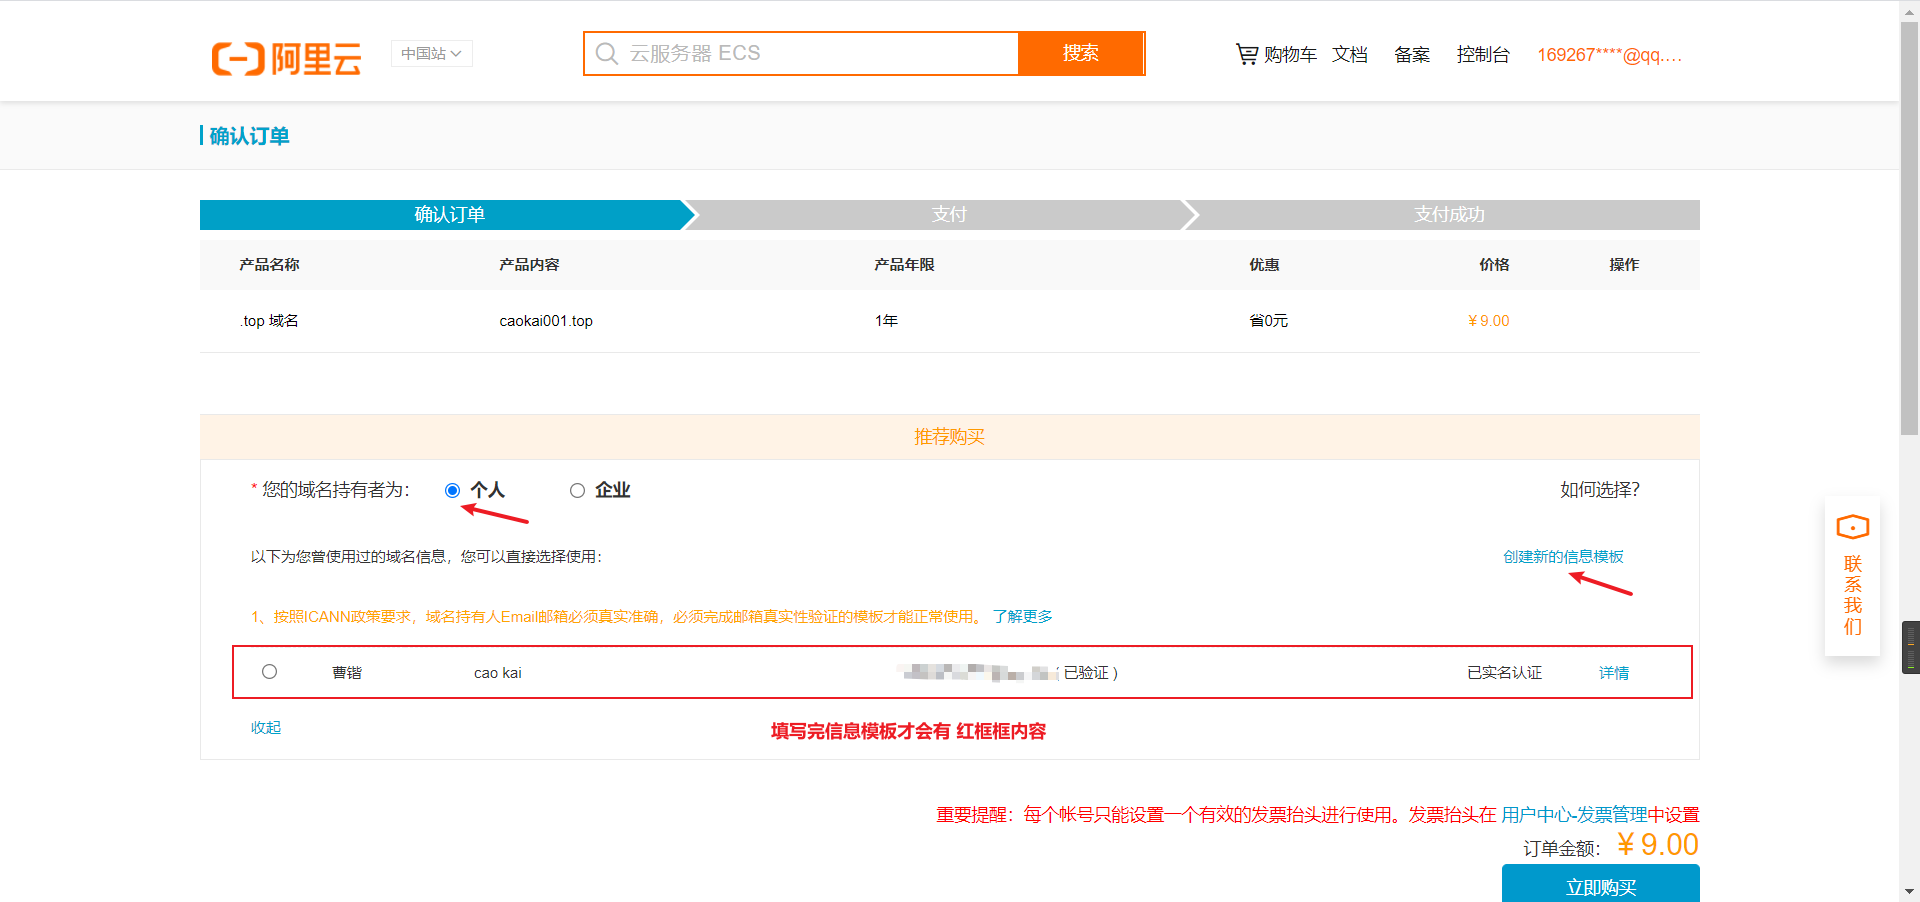 阿里云
中国站
云服务器 ECS
搜索
购物车
文档
备案
控制台
169267****@qq....
确认订单
确认订单
支付
支付成功
产品名称
产品内容
产品年限
优惠
价格
操作
.top 域名
caokai001.top
1年
省0元
¥ 9.00
推荐购买
* 您的域名持有者为：
个人
企业
如何选择?
以下为您曾使用过的域名信息，您可以直接选择使用：
创建新的信息模板
1、按照ICANN政策要求，域名持有人Email邮箱必须真实准确，必须完成邮箱真实性验证的模板才能正常使用。 了解更多
曹锴
cao kai
( 已验证 )
已实名认证
详情
收起
填写完信息模板才会有 红框框内容
重要提醒：每个帐号只能设置一个有效的发票抬头进行使用。发票抬头在 用户中心-发票管理中设置
订单金额： ¥ 9.00
立即购买
联系我们